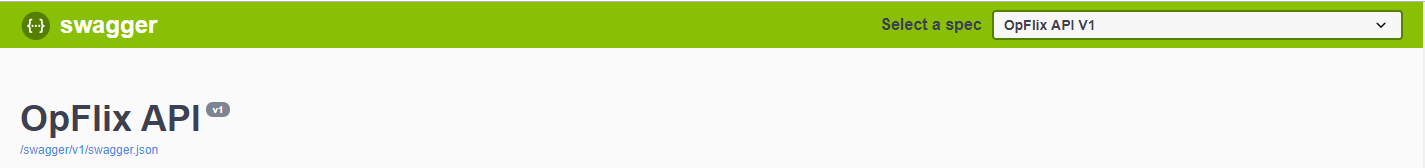 {···} swagger Select a spec OpFlix API V1
OpFlix API v1
/swagger/v1/swagger.json